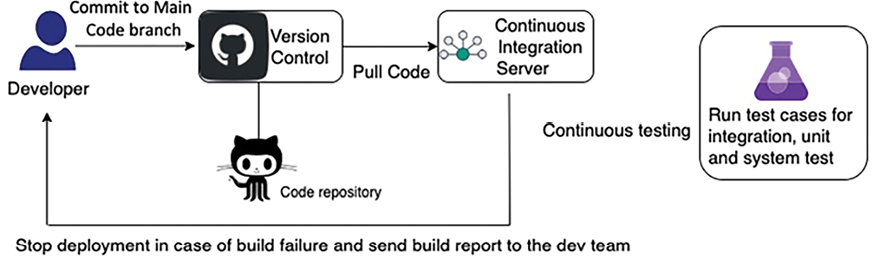 Commit to Main
Code branch
Developer
Version
Control
Pull Code
Continuous
Integration
Server
Code repository
Continuous testing
Run test cases for
integration, unit
and system test
Stop deployment in case of build failure and send build report to the dev team